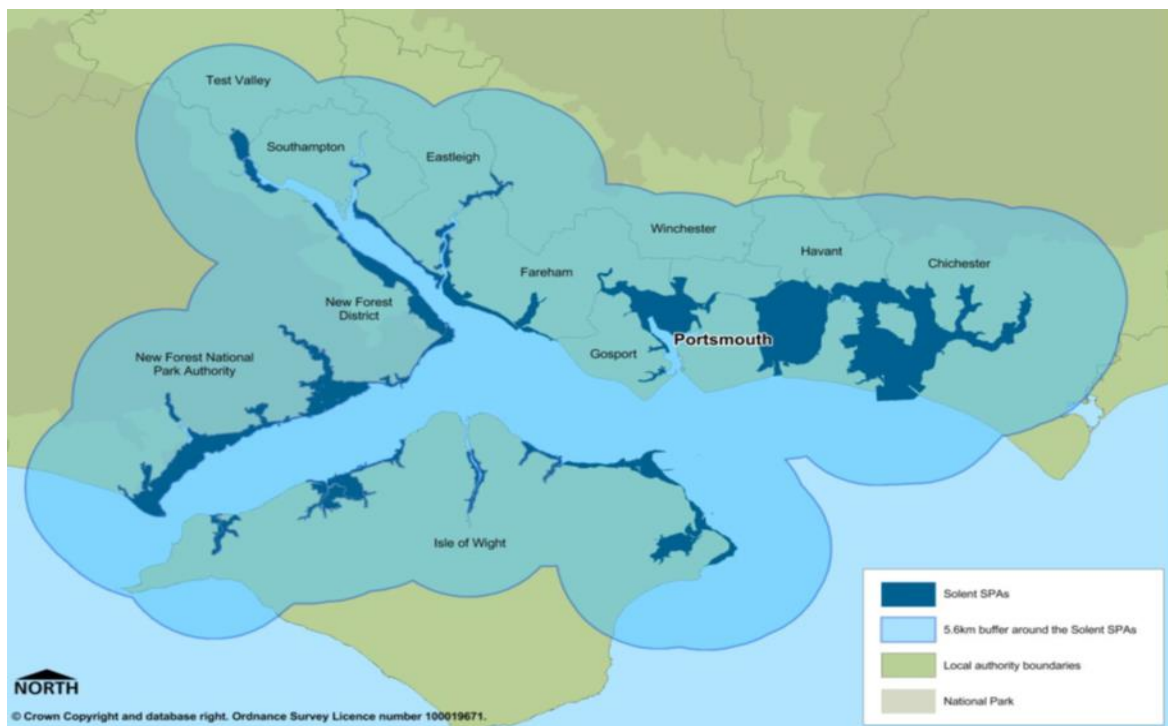 Test Valley
Southampton
Eastleigh
Winchester
Havant
Chichester
Fareham
New Forest
District
Portsmouth
Gosport
New Forest National
Park Authority
Isle of Wight
Solent SPAs
5.6km buffer around the Solent SPAs
Local authority boundaries
National Park
NORTH
© Crown Copyright and database right. Ordnance Survey Licence number 100019671.